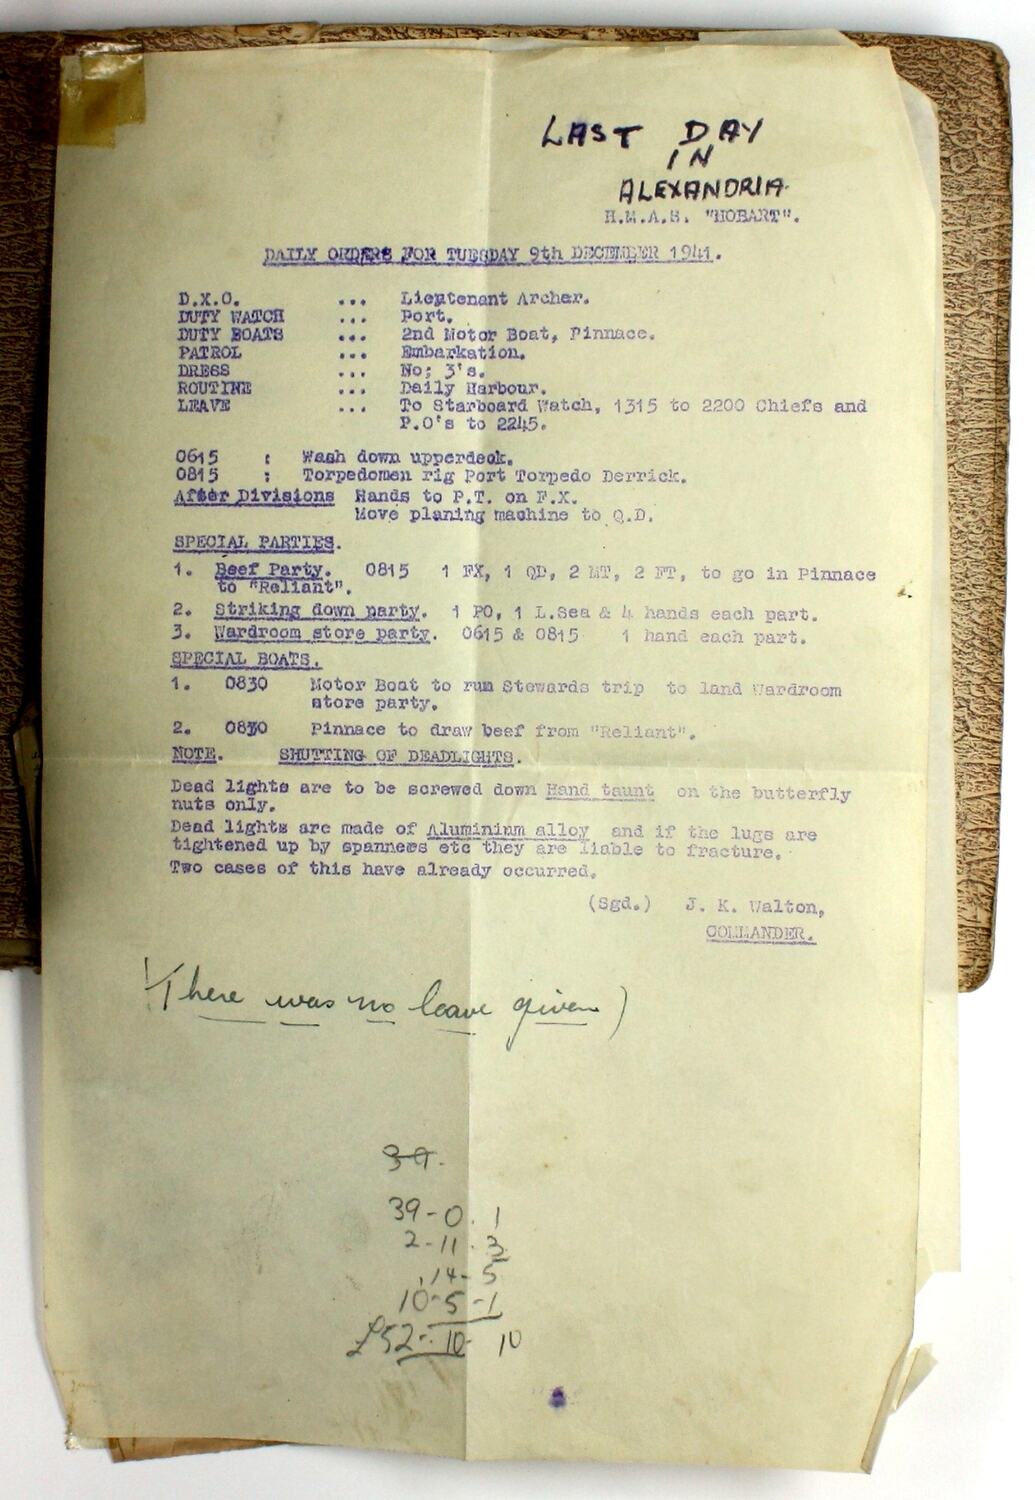 LAST DAY
IN
ALEXANDRIA.
H.M.A.S. "HOBART".
DAILY ORDERS FOR TUESDAY 9th DECEMBER 1941.
D.X.O. ... Lieutenant Archer.
DUTY WATCH ... Port.
DUTY BOATS ... 2nd Motor Boat, Pinnace.
PATROL ... Embarkation.
DRESS ... No; 3's.
ROUTINE ... Daily Harbour.
LEAVE ... To Starboard Watch, 1315 to 2200 Chiefs and
P.O's to 2245.
0615 : Wash down upperdeck.
0815 : Torpedomen rig Port Torpedo Derrick.
After Divisions Hands to P.T. on F.X.
Move planing machine to Q.D.
SPECIAL PARTIES.
1. Beef Party. 0815 1 FX, 1 QD, 2 MT, 2 FT, to go in Pinnace
to "Reliant".
2. Striking down party. 1 PO, 1 L.Sea & 4 hands each part.
3. Wardroom store party. 0615 & 0815 1 hand each part.
SPECIAL BOATS.
1. 0830 Motor Boat to run Stewards trip to land Wardroom
store party.
2. 0830 Pinnace to draw beef from "Reliant".
NOTE. SHUTTING OF DEADLIGHTS.
Dead lights are to be screwed down Hand taunt on the butterfly
nuts only.
Dead lights are made of Aluminium alloy and if the lugs are
tightened up by spanners etc they are liable to fracture.
Two cases of this have already occurred.
(Sgd.) J. K. Walton,
COMMANDER.
(There was no leave given)
39.
39-0.1
2-11.3
14-5
10-5-1
£52-10-10